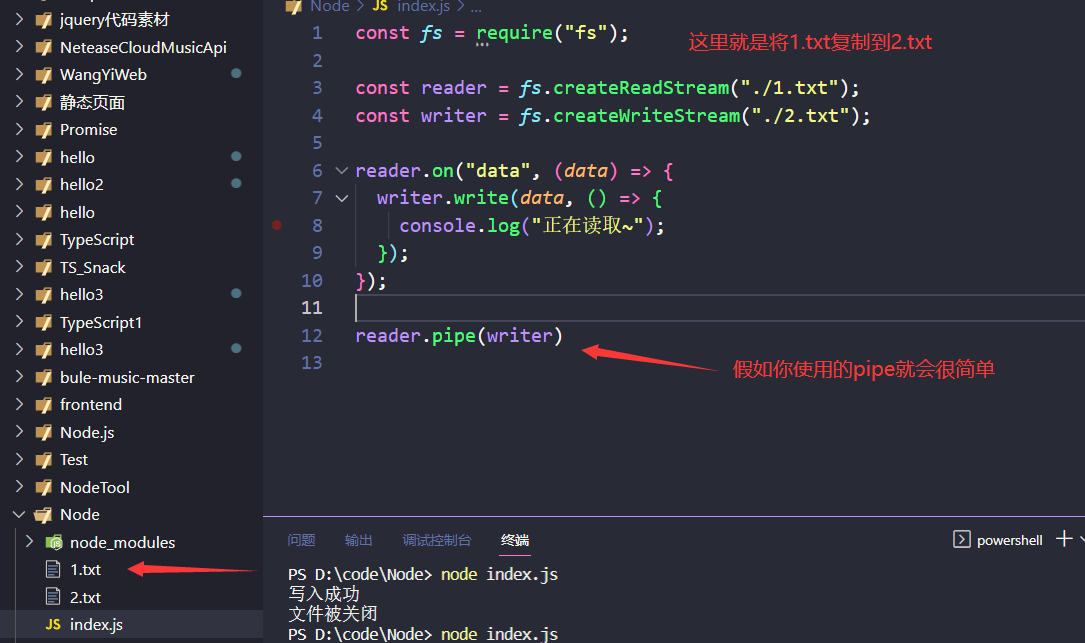 jquery代码素材
NeteaseCloudMusicApi
WangYiWeb
静态页面
Promise
hello
hello2
hello
TypeScript
TS_Snack
hello3
TypeScript1
hello3
bule-music-master
frontend
Node.js
Test
NodeTool
Node
node_modules
1.txt
2.txt
JS index.js
Node > JS index.js > ...
1 const fs = require("fs");
这里就是将1.txt复制到2.txt
2
3 const reader = fs.createReadStream("./1.txt");
4 const writer = fs.createWriteStream("./2.txt");
5
6 reader.on("data", (data) => {
7 writer.write(data, () => {
8 console.log("正在读取~");
9 });
10 });
11
12 reader.pipe(writer)
假如你使用的pipe就会很简单
13
问题 输出 调试控制台 终端 powershell
PS D:\code\Node> node index.js
写入成功
文件被关闭
PS D:\code\Node> node index.js